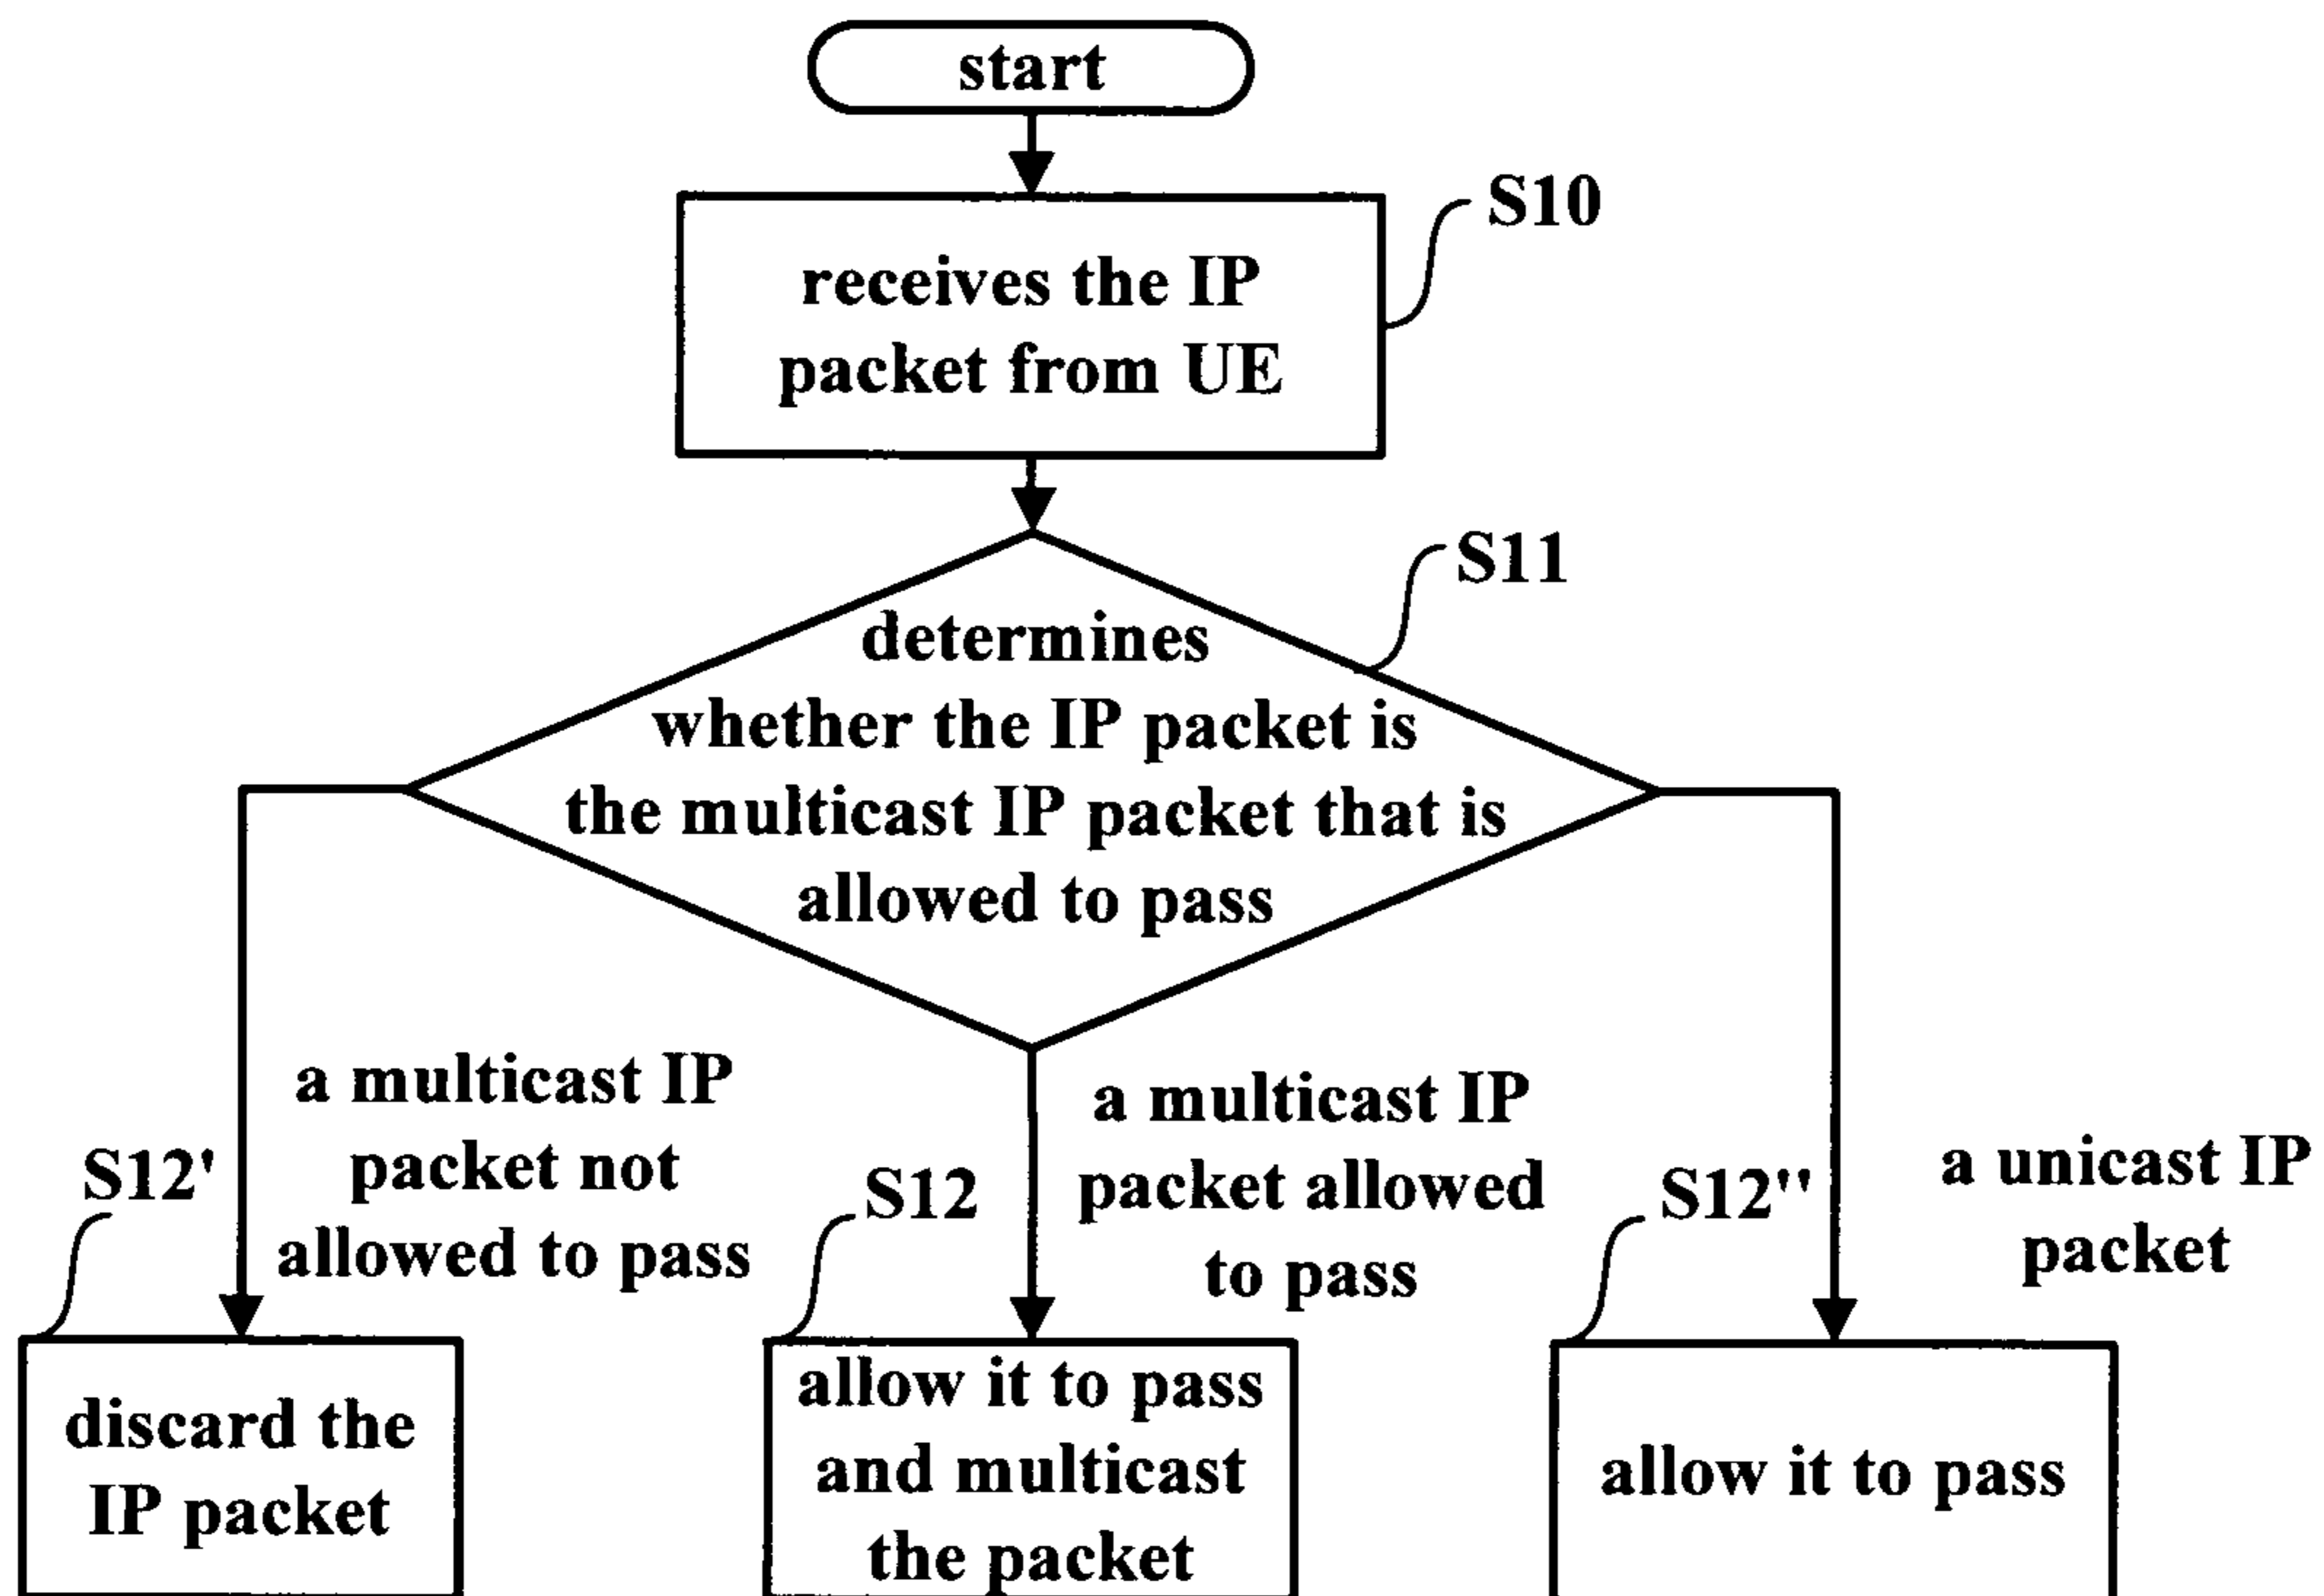 start
S10
receives the IP
packet from UE
S11
determines
whether the IP packet is
the multicast IP packet that is
allowed to pass
a multicast IP
packet not
allowed to pass
a multicast IP
packet allowed
to pass
a unicast IP
packet
S12'
S12
S12"
discard the
IP packet
allow it to pass
and multicast
the packet
allow it to pass